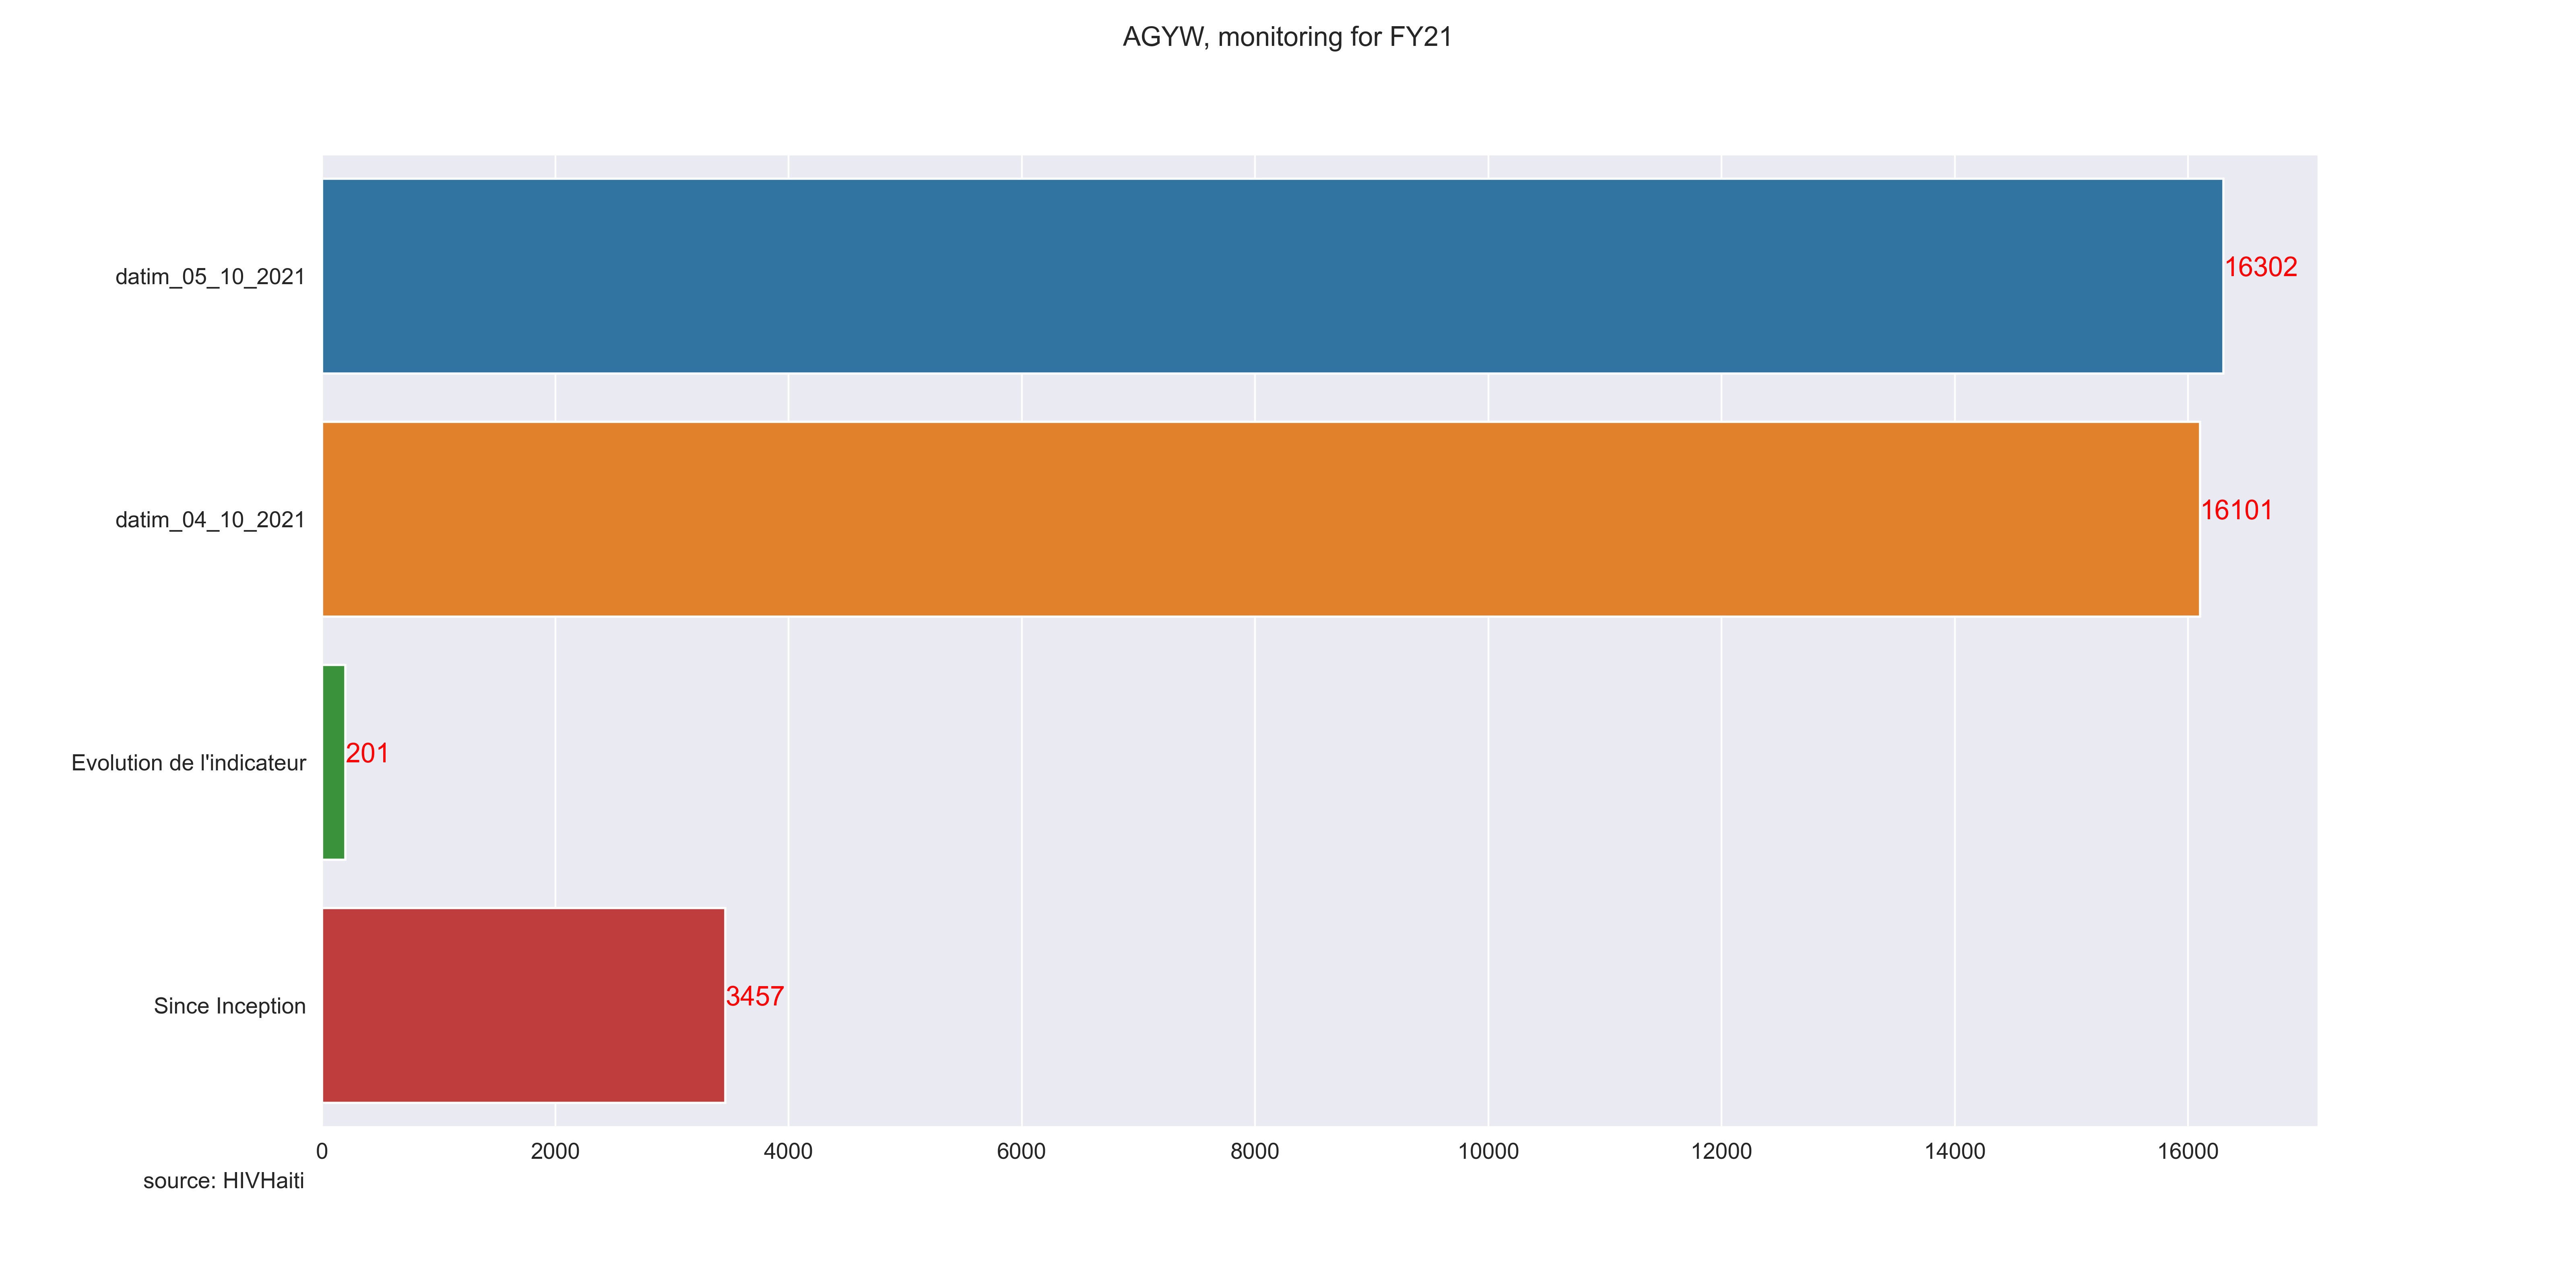 AGYW, monitoring for FY21
datim_05_10_2021
16302
datim_04_10_2021
16101
Evolution de l'indicateur
201
Since Inception
3457
0 2000 4000 6000 8000 10000 12000 14000 16000
source: HIVHaiti